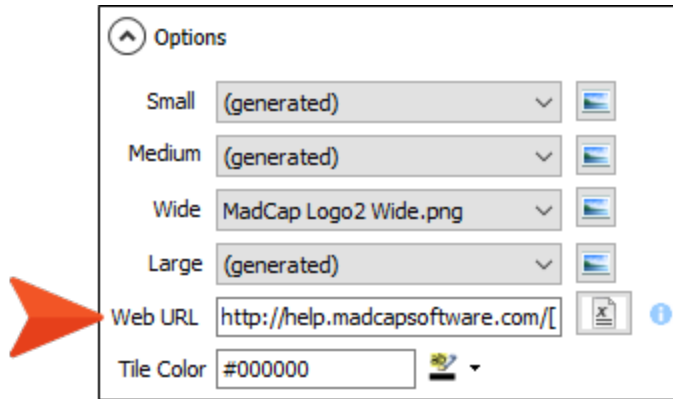 Options
Small (generated)
Medium (generated)
Wide MadCap Logo2 Wide.png
Large (generated)
Web URL http://help.madcapsoftware.com/[
Tile Color #000000